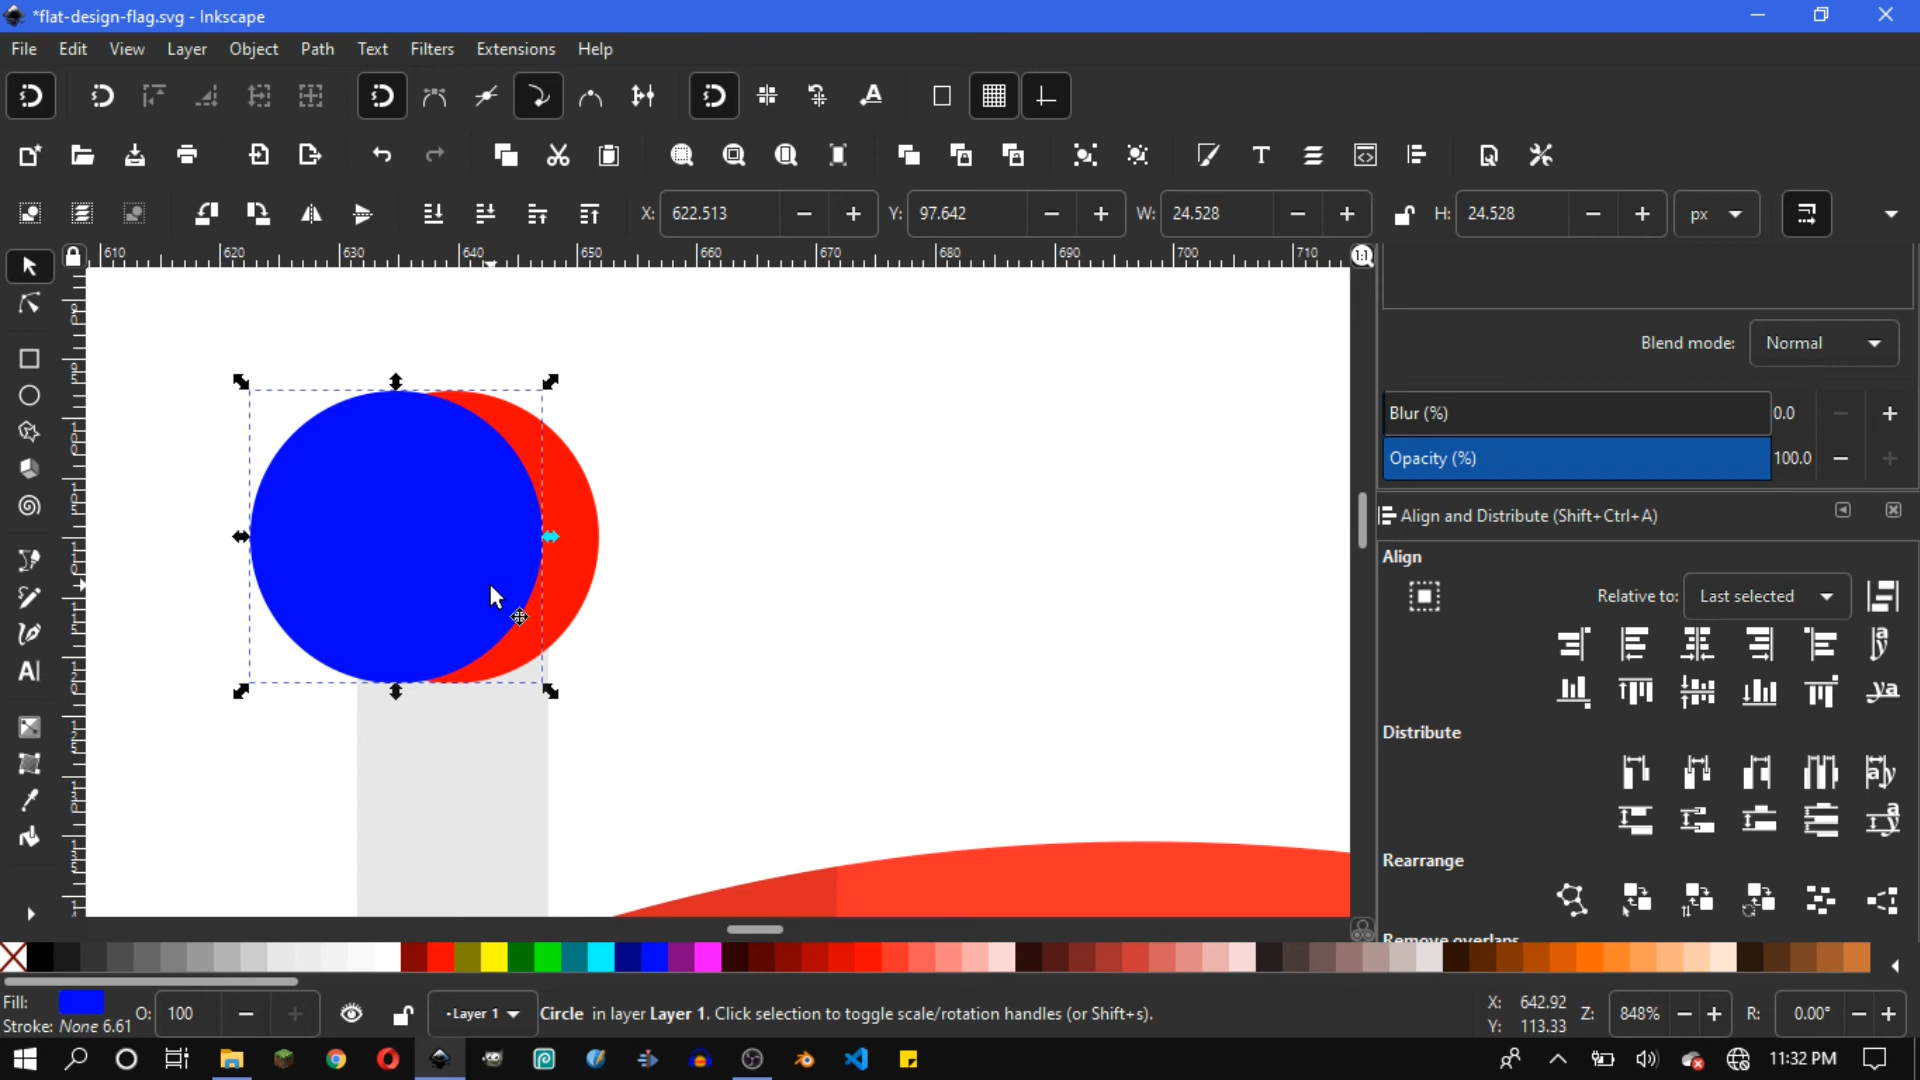 *flat-design-flag.svg - Inkscape
File Edit View Layer Object Path Text Filters Extensions Help
X: 622.513 Y: 97.642 W: 24.528 H: 24.528 px
610 620 630 640 650 660 670 680 690 700 710
1:1
Blend mode: Normal
Blur (%) 0.0
Opacity (%) 100.0
Align and Distribute (Shift+Ctrl+A)
Align
Relative to: Last selected
Distribute
Rearrange
Remove overlaps
Fill: O: 100 Layer 1 Circle in layer Layer 1. Click selection to toggle scale/rotation handles (or Shift+s). X: 642.92 Z: 848% R: 0.00°
Stroke: None 6.61 Y: 113.33
11:32 PM